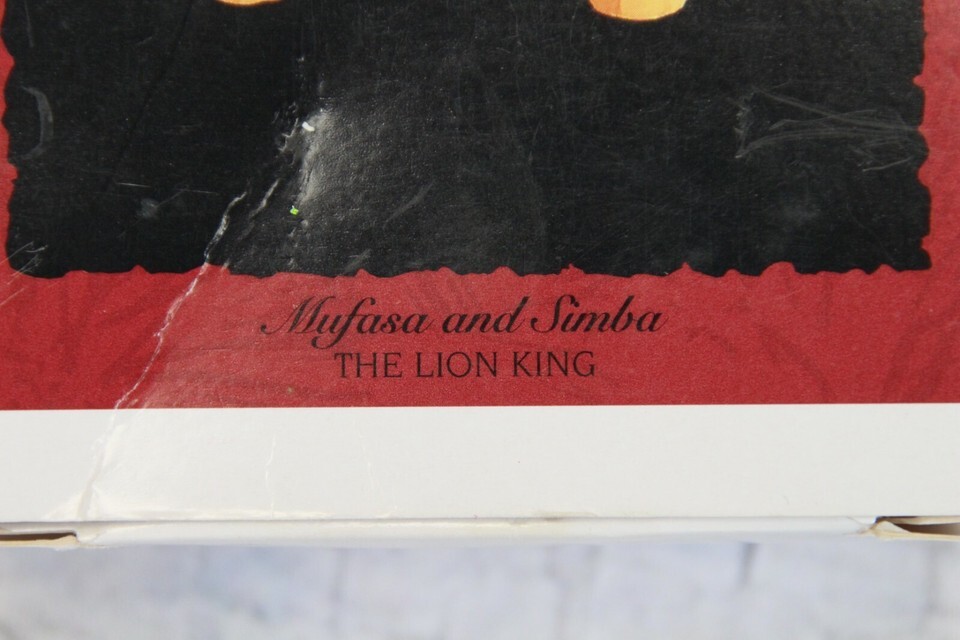 Mufasa and Simba
THE LION KING